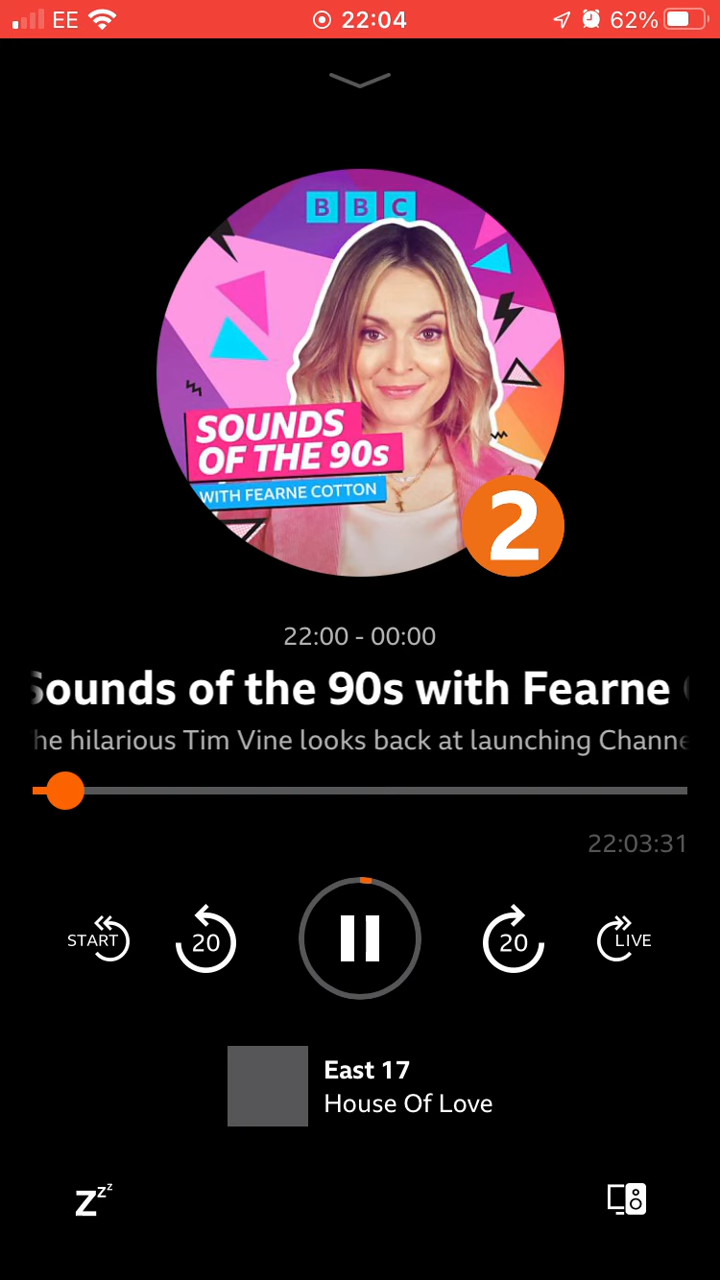 EE 22:04 62%
BBC
SOUNDS
OF THE 90s
WITH FEARNE COTTON
2
22:00 - 00:00
Sounds of the 90s with Fearne
he hilarious Tim Vine looks back at launching Channe
22:03:31
START 20 20 LIVE
East 17
House Of Love
Zzz